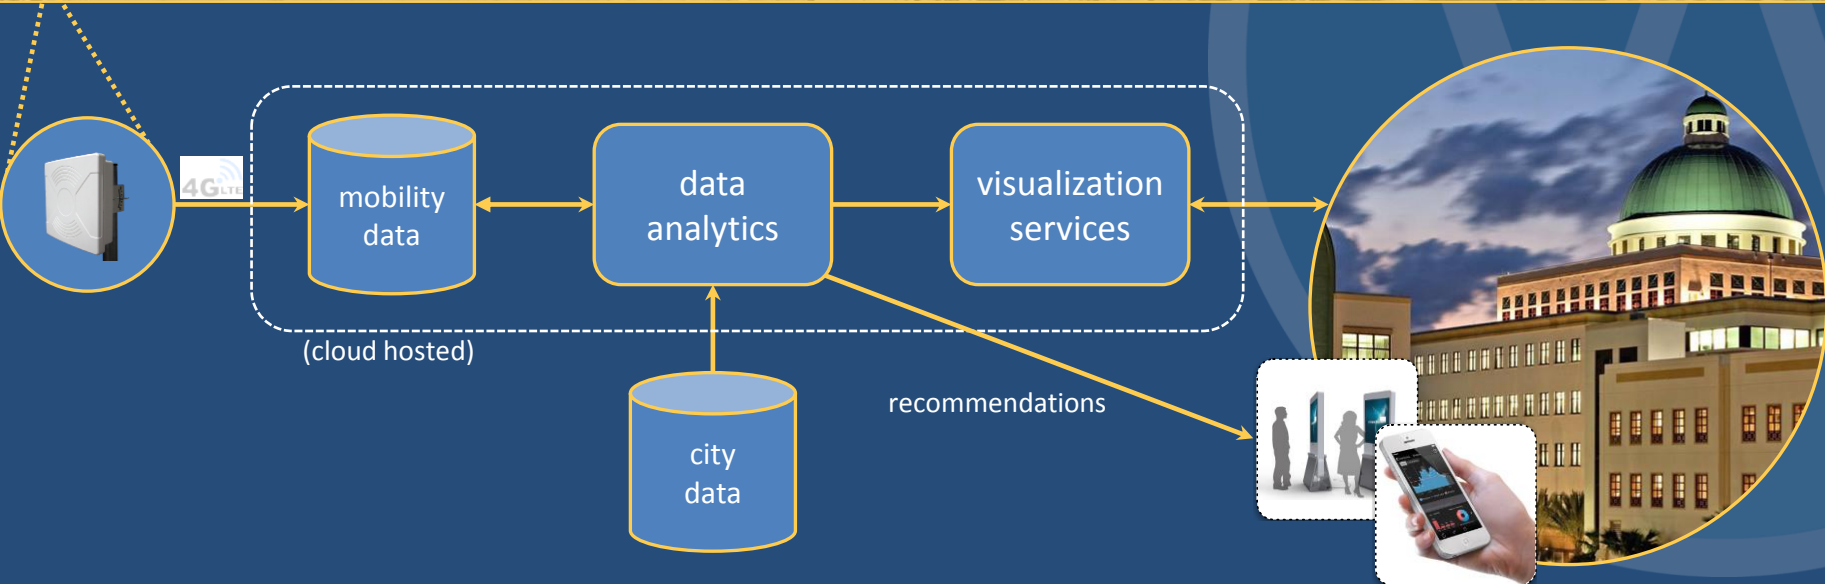 4G LTE
mobility
data
data
analytics
visualization
services
(cloud hosted)
recommendations
city
data